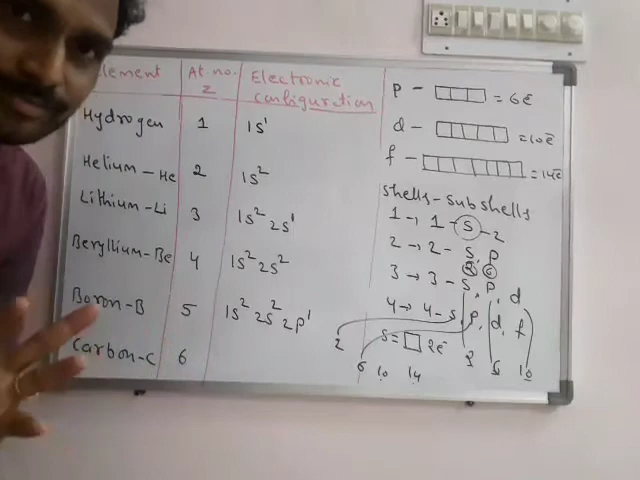 Element At. no. Z Electronic configuration
Hydrogen 1 1s¹
Helium-He 2 1s²
Lithium-Li 3 1s² 2s¹
Beryllium-Be 4 1s² 2s²
Boron-B 5 1s² 2s² 2p¹
Carbon-C 6
p - = 6e̅
d - = 10e̅
f - = 14e̅
Shells-subshells
1 → 1 - s - 2
2 → 2 - s, p
3 → 3 - s, p, d
4 → 4 - s, p, d, f
s = 2e̅
2 6 10 14